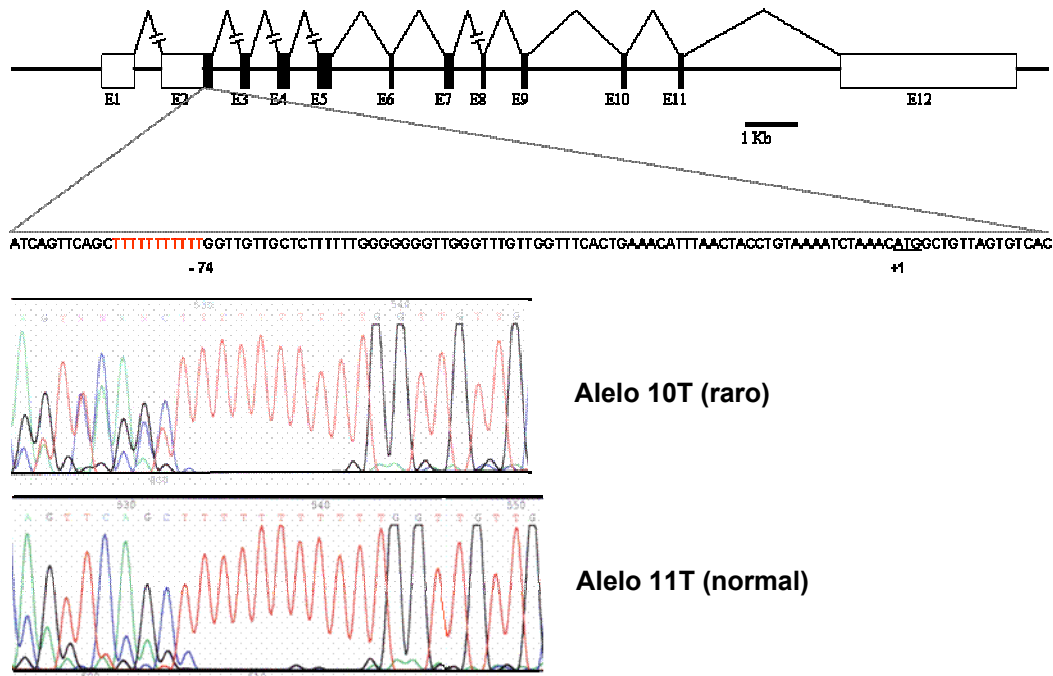 E1
E2
E3
E4
E5
E6
E7
E8
E9
E10
E11
E12
1 Kb
ATCAGTTCAGCTTTTTTTTTTTGGTTGTTGCTCTTTTTTGGGGGGGTTGGGTTTGTTGGTTTCACTGAAACATTTAACTACCTGTAAAATCTAAACATGGCTGTTAGTGTCAC
- 74
+1
540
Alelo 10T (raro)
530 540 550
A G T T C A G C T T T T T T T T T T T G G T T G T T G
Alelo 11T (normal)